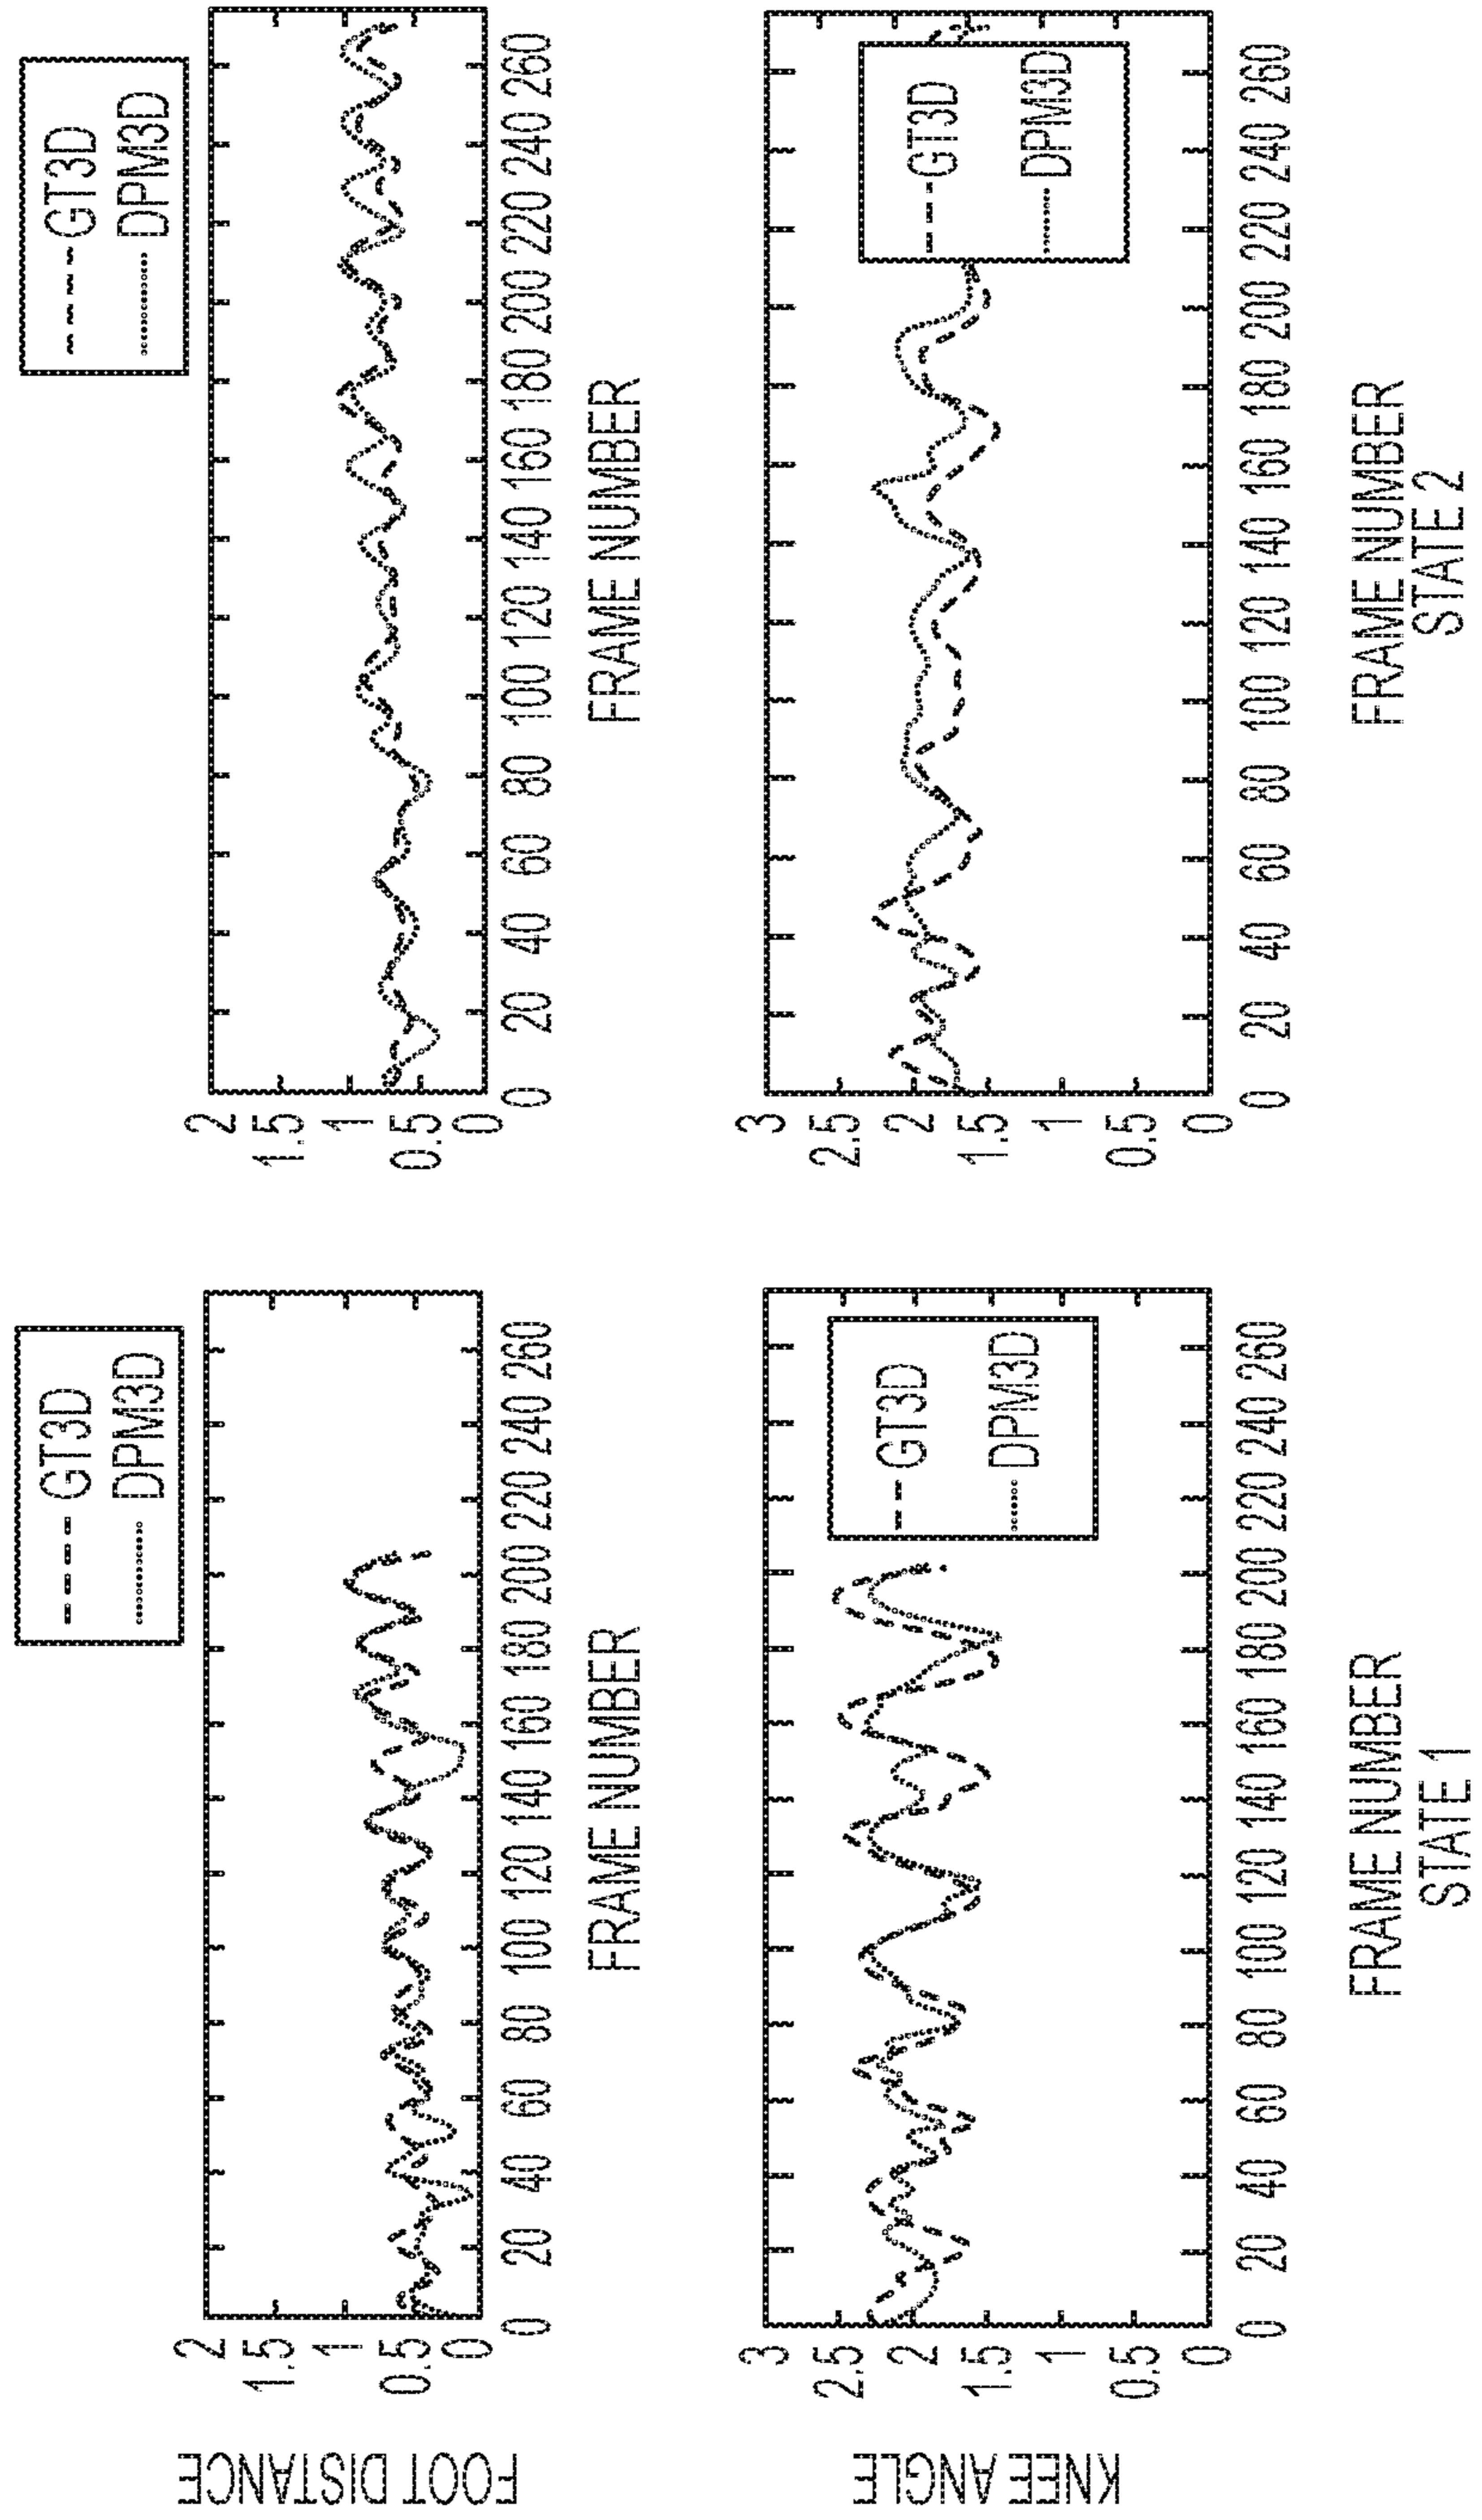 GT3D
DPM3D
FOOT DISTANCE
2
1.5
1
0.5
0
0 20 40 60 80 100 120 140 160 180 200 220 240 260
FRAME NUMBER
GT3D
DPM3D
2
1.5
1
0.5
0
0 20 40 60 80 100 120 140 160 180 200 220 240 260
FRAME NUMBER
KNEE ANGLE
3
2.5
2
1.5
1
0.5
0
GT3D
DPM3D
0 20 40 60 80 100 120 140 160 180 200 220 240 260
FRAME NUMBER
STATE 1
3
2.5
2
1.5
1
0.5
0
GT3D
DPM3D
0 20 40 60 80 100 120 140 160 180 200 220 240 260
FRAME NUMBER
STATE 2